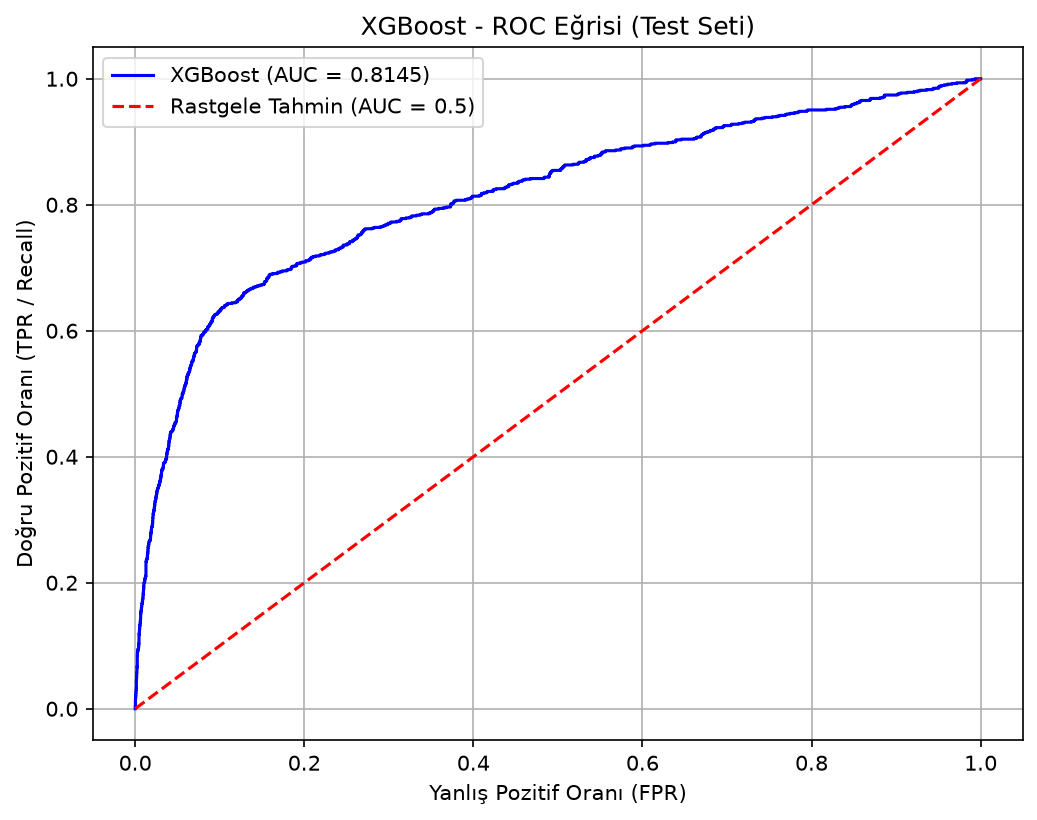 XGBoost - ROC Eğrisi (Test Seti)
XGBoost (AUC = 0.8145)
Rastgele Tahmin (AUC = 0.5)
Doğru Pozitif Oranı (TPR / Recall)
1.0
0.8
0.6
0.4
0.2
0.0
0.0 0.2 0.4 0.6 0.8 1.0
Yanlış Pozitif Oranı (FPR)